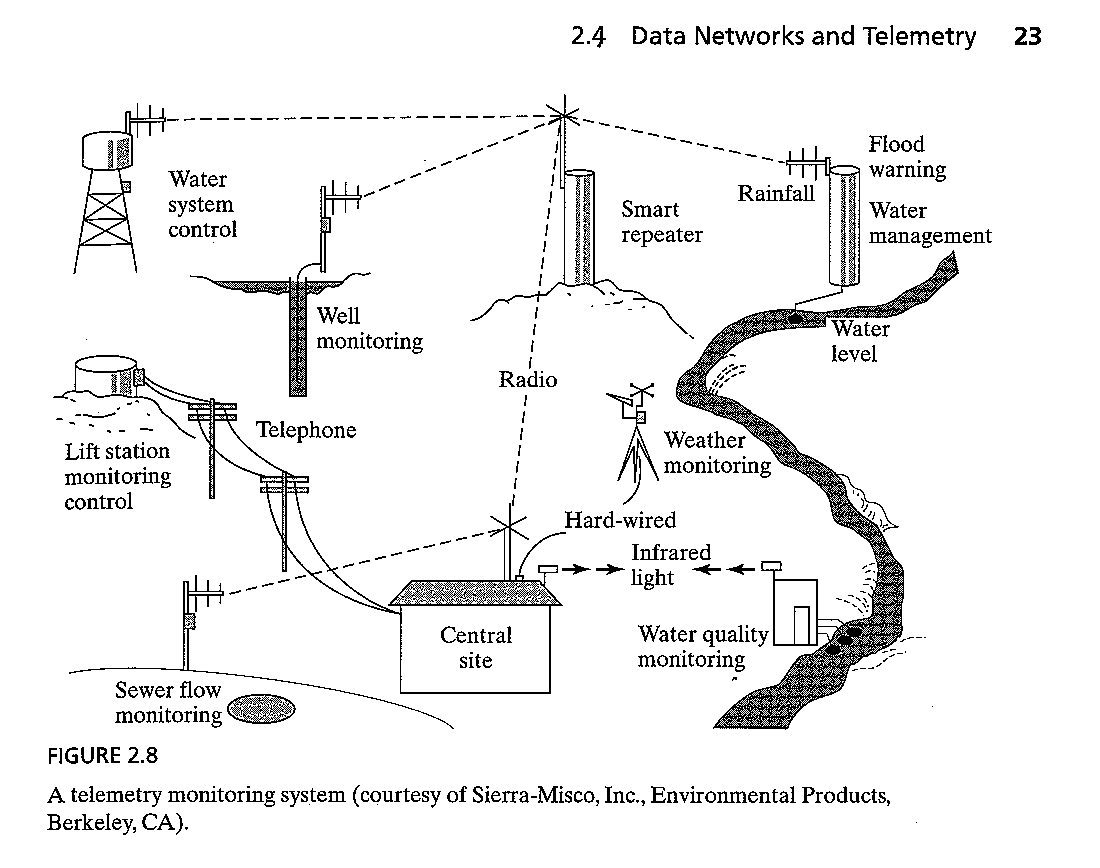 2.4 Data Networks and Telemetry 23
Flood
warning
Water
system
control
Rainfall
Smart
repeater
Water
management
Well
monitoring
Water
level
Radio
Telephone
Weather
monitoring
Lift station
monitoring
control
Hard-wired
Infrared
light
Central
site
Water quality
monitoring
Sewer flow
monitoring
FIGURE 2.8
A telemetry monitoring system (courtesy of Sierra-Misco, Inc., Environmental Products,
Berkeley, CA).